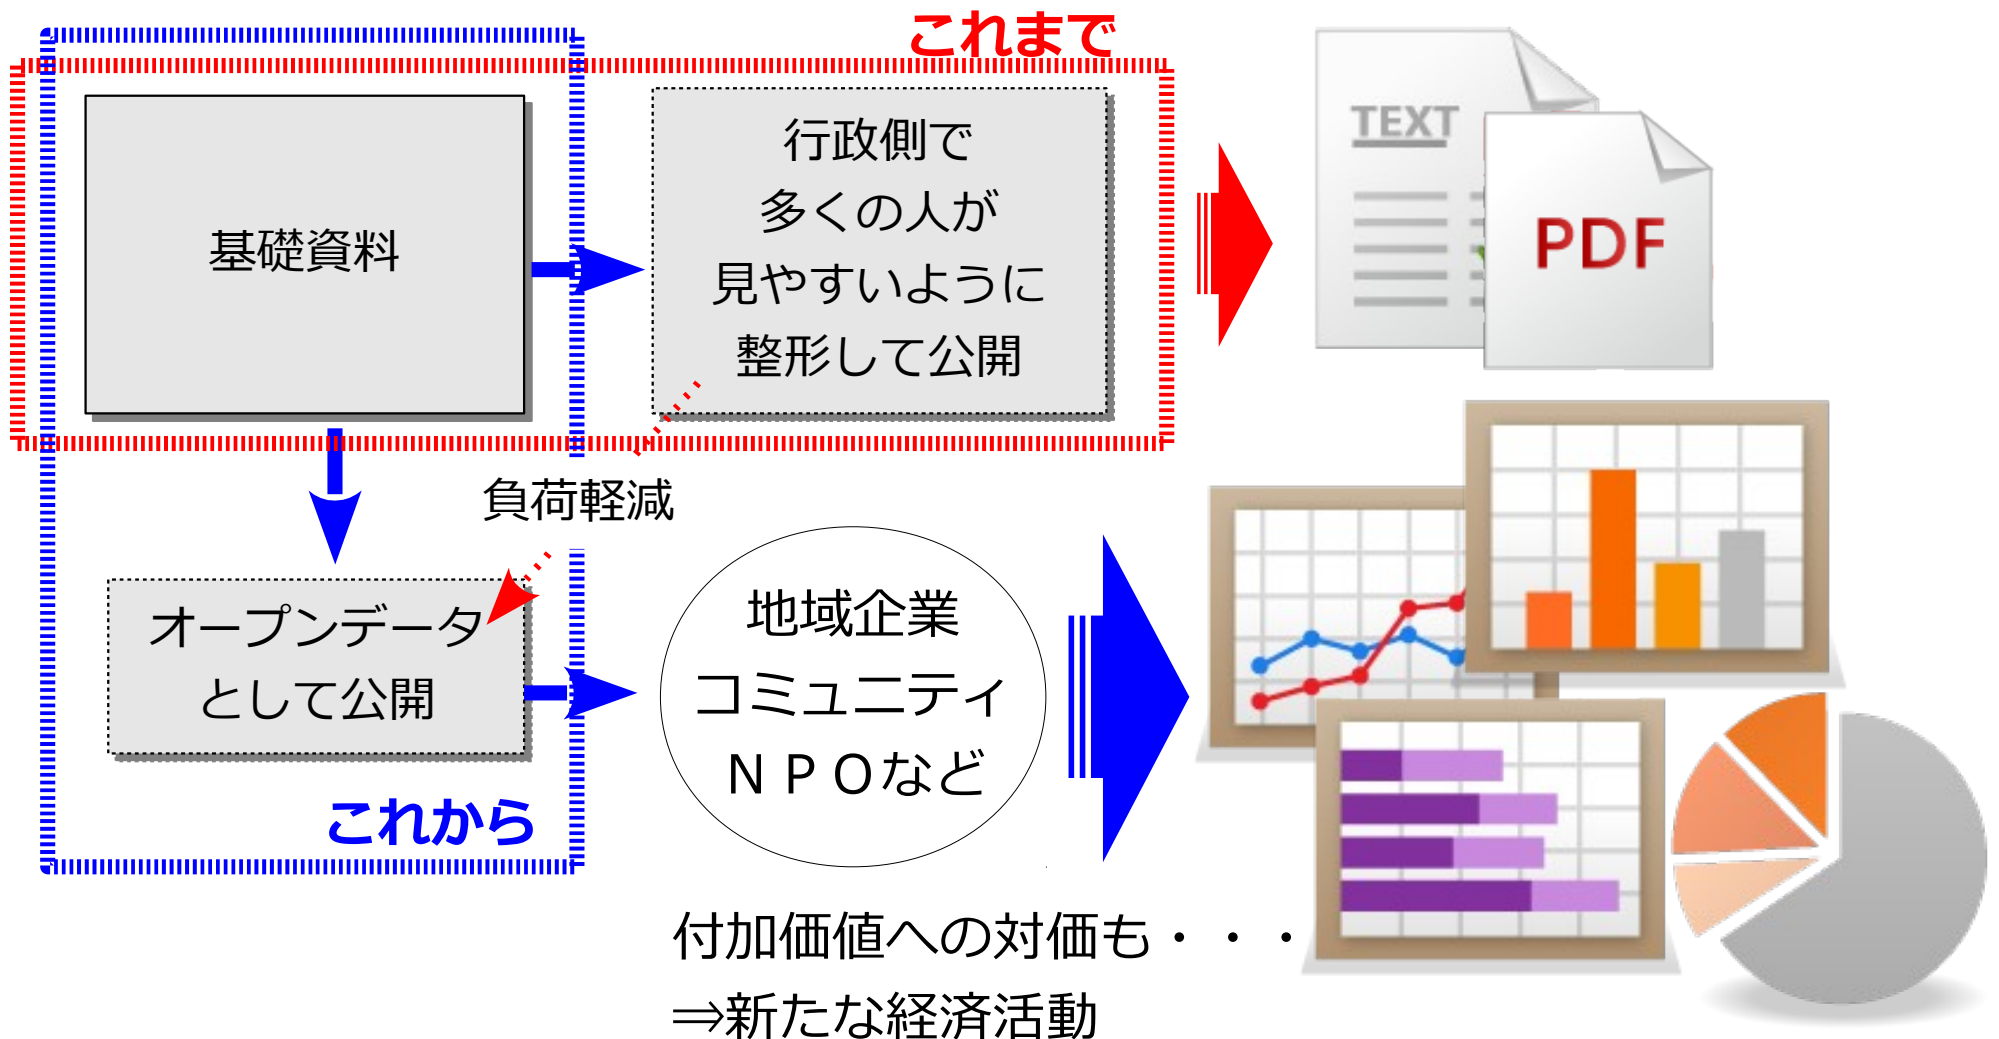 これまで
基礎資料
行政側で
多くの人が
見やすいように
整形して公開
TEXT
PDF
負荷軽減
オープンデータ
として公開
これから
地域企業
コミュニティ
ＮＰＯなど
付加価値への対価も・・・
⇒新たな経済活動